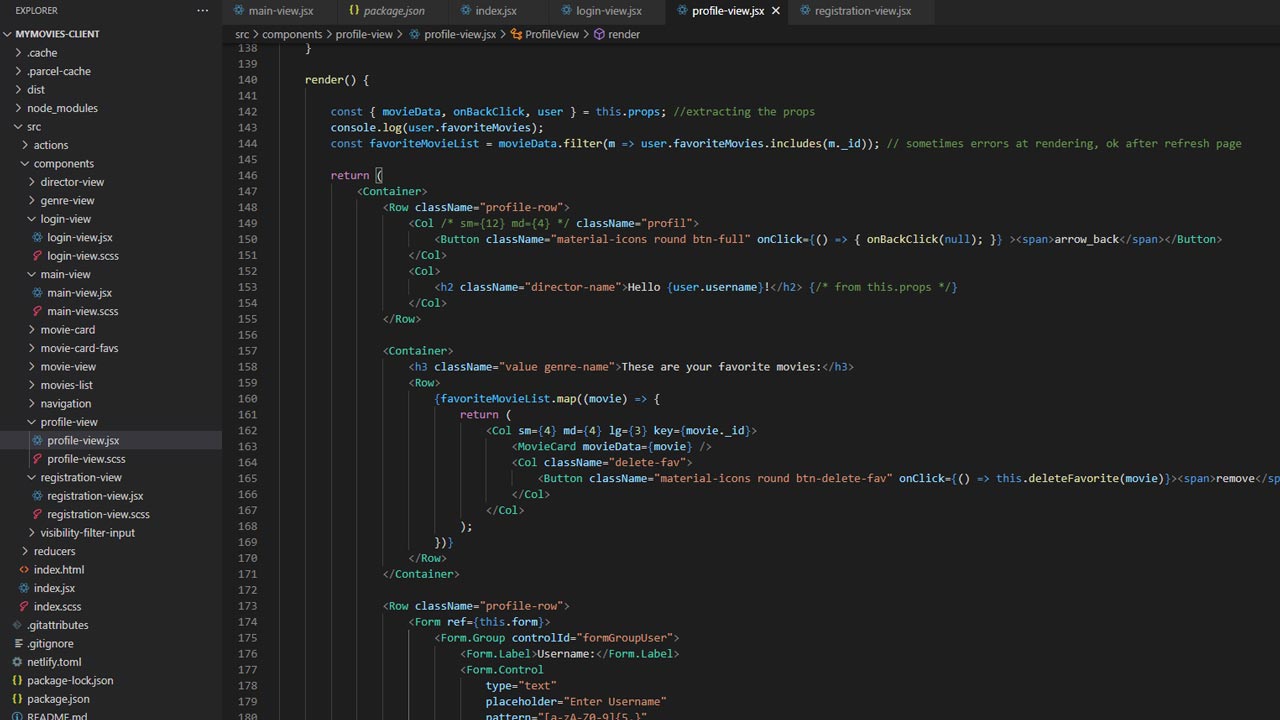 EXPLORER
···
MYMOVIES-CLIENT
.cache
.parcel-cache
dist
node_modules
src
actions
components
director-view
genre-view
login-view
login-view.jsx
login-view.scss
main-view
main-view.jsx
main-view.scss
movie-card
movie-card-favs
movie-view
movies-list
navigation
profile-view
profile-view.jsx
profile-view.scss
registration-view
registration-view.jsx
registration-view.scss
visibility-filter-input
reducers
index.html
index.jsx
index.scss
.gitattributes
.gitignore
netlify.toml
package-lock.json
package.json
README.md
main-view.jsx package.json index.jsx login-view.jsx profile-view.jsx registration-view.jsx
src > components > profile-view > profile-view.jsx > ProfileView > render
138 }
139
140 render() {
141
142 const { movieData, onBackClick, user } = this.props; //extracting the props
143 console.log(user.favoriteMovies);
144 const favoriteMovieList = movieData.filter(m => user.favoriteMovies.includes(m._id)); // sometimes errors at rendering, ok after refresh page
145
146 return (
147 <Container>
148 <Row className="profile-row">
149 <Col /* sm={12} md={4} */ className="profil">
150 <Button className="material-icons round btn-full" onClick={() => { onBackClick(null); }} ><span>arrow_back</span></Button>
151 </Col>
152 <Col>
153 <h2 className="director-name">Hello {user.username}!</h2> {/* from this.props */}
154 </Col>
155 </Row>
156
157 <Container>
158 <h3 className="value genre-name">These are your favorite movies:</h3>
159 <Row>
160 {favoriteMovieList.map((movie) => {
161 return (
162 <Col sm={4} md={4} lg={3} key={movie._id}>
163 <MovieCard movieData={movie} />
164 <Col className="delete-fav">
165 <Button className="material-icons round btn-delete-fav" onClick={() => this.deleteFavorite(movie)}><span>remove</sp
166 </Col>
167 </Col>
168 );
169 })}
170 </Row>
171 </Container>
172
173 <Row className="profile-row">
174 <Form ref={this.form}>
175 <Form.Group controlId="formGroupUser">
176 <Form.Label>Username:</Form.Label>
177 <Form.Control
178 type="text"
179 placeholder="Enter Username"
180 pattern="[a-zA-Z0-9]{5,}"